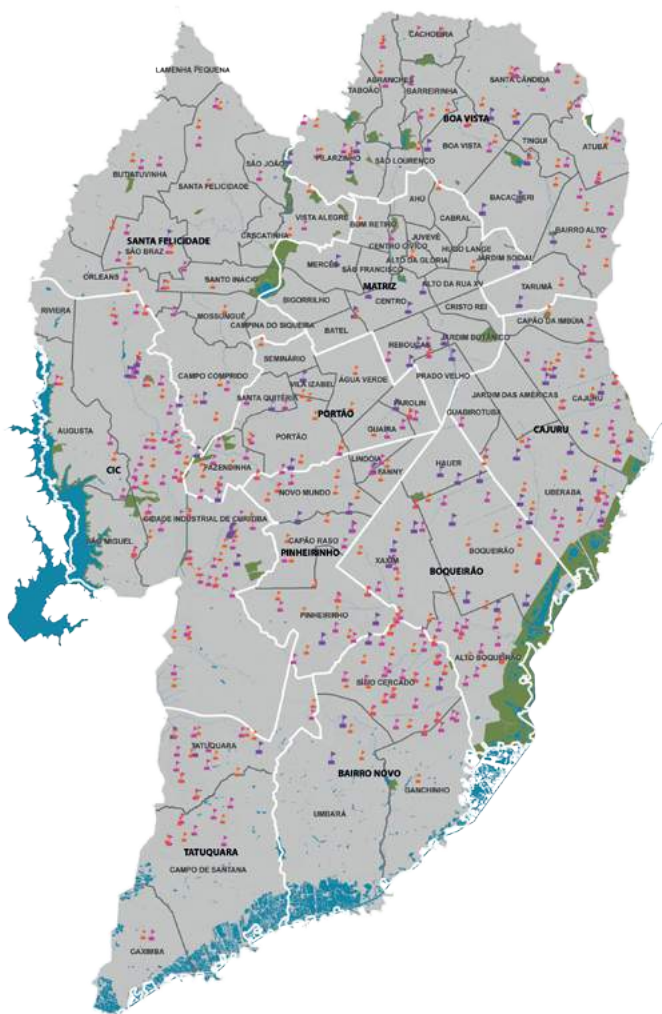 CACHOEIRA
LAMENHA PEQUENA
ABRANCHES
SANTA CÂNDIDA
TABOÃO
BARREIRINHA
BOA VISTA
TINGUI
BOA VISTA
ATUBA
SÃO JOÃO
PILARZINHO
SÃO LOURENÇO
BUTIATUVINHA
SANTA FELICIDADE
AHÚ
BACACHERI
VISTA ALEGRE
BOM RETIRO
CABRAL
BAIRRO ALTO
CASCATINHA
JUVEVÊ
SANTA FELICIDADE
CENTRO CÍVICO
HUGO LANGE
SÃO BRAZ
ALTO DA GLÓRIA
JARDIM SOCIAL
MERCÊS
SÃO FRANCISCO
ORLEANS
SANTO INÁCIO
MATRIZ
ALTO DA RUA XV
TARUMÃ
BIGORRILHO
CENTRO
RIVIERA
CRISTO REI
MOSSUNGUÊ
CAPÃO DA IMBÚIA
CAMPINA DO SIQUEIRA
BATEL
JARDIM BOTÂNICO
REBOUÇAS
SEMINÁRIO
PRADO VELHO
CAMPO COMPRIDO
ÁGUA VERDE
VILA IZABEL
JARDIM DAS AMÉRICAS
SANTA QUITÉRIA
CAJURU
PAROLIN
PORTÃO
GUABIROTUBA
AUGUSTA
GUAÍRA
CAJURU
PORTÃO
LINDÓIA
HAUER
CIC
FAZENDINHA
FANNY
NOVO MUNDO
UBERABA
CIDADE INDUSTRIAL DE CURITIBA
SÃO MIGUEL
CAPÃO RASO
PINHEIRINHO
BOQUEIRÃO
XAXIM
BOQUEIRÃO
PINHEIRINHO
ALTO BOQUEIRÃO
SÍTIO CERCADO
TATUQUARA
BAIRRO NOVO
GANCHINHO
UMBARÁ
TATUQUARA
CAMPO DE SANTANA
CAXIMBA